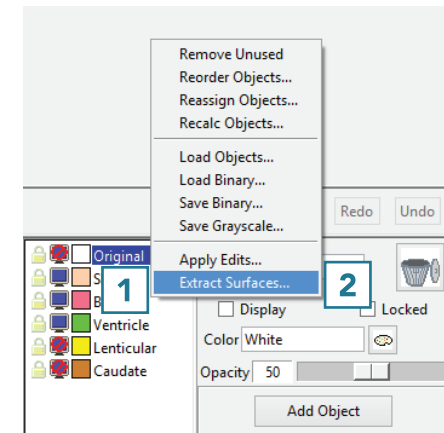 Remove Unused
Reorder Objects...
Reassign Objects...
Recalc Objects...
Load Objects...
Load Binary...
Save Binary...
Save Grayscale...
Apply Edits...
Extract Surfaces...
Redo Undo
Original
S
1
2
B
Display Locked
Ventricle
Lenticular
Color White
Caudate
Opacity 50
Add Object